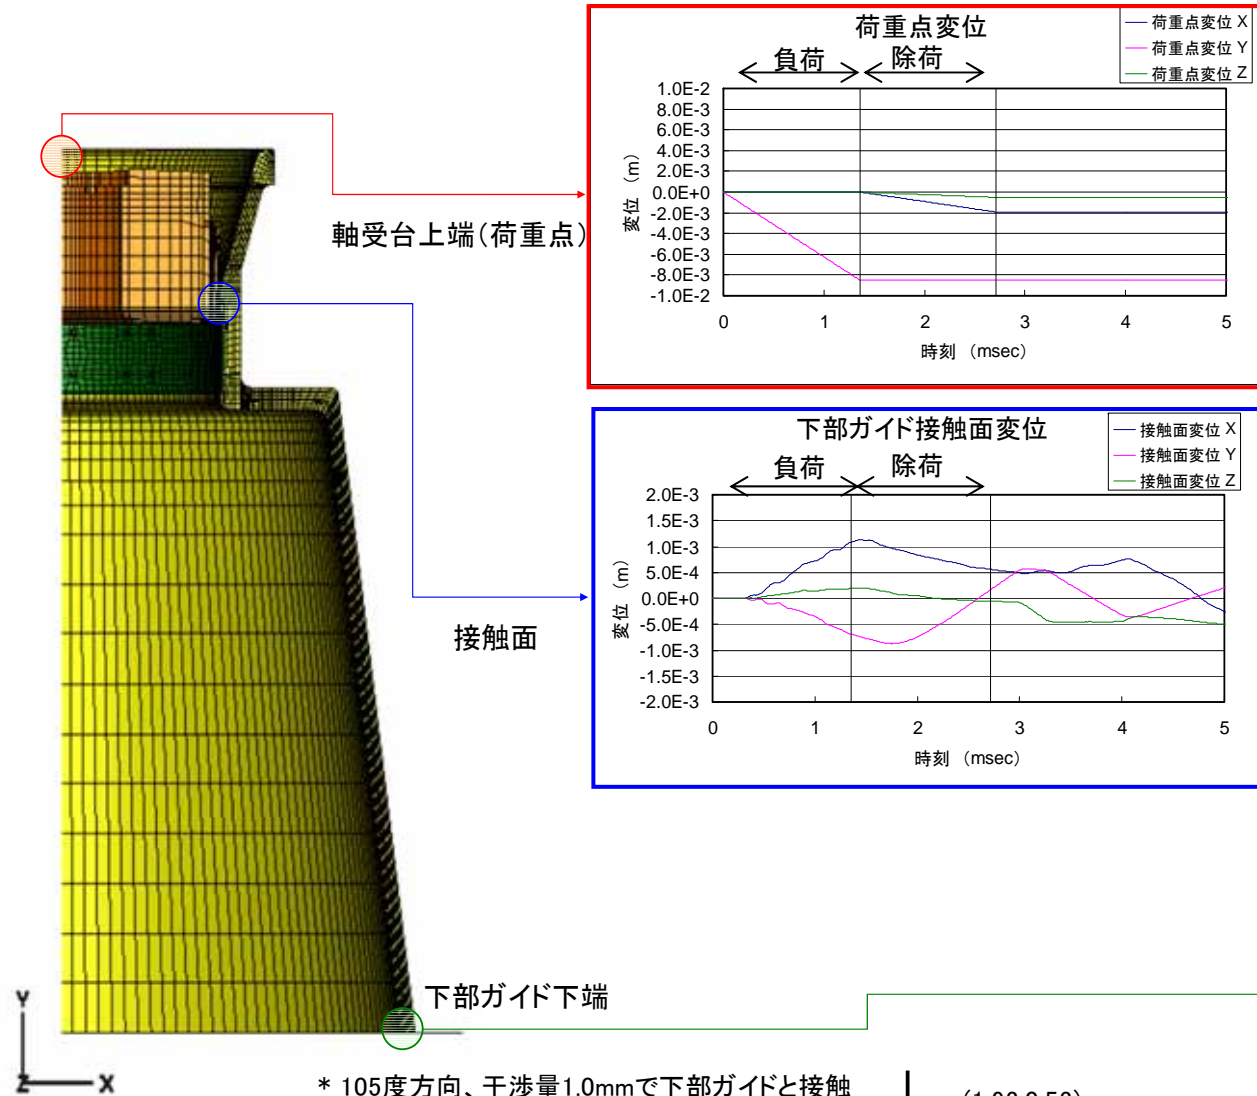 荷重点変位
負荷 除荷
荷重点変位 X
荷重点変位 Y
荷重点変位 Z
1.0E-2
8.0E-3
6.0E-3
4.0E-3
2.0E-3
0.0E+0
-2.0E-3
-4.0E-3
-6.0E-3
-8.0E-3
-1.0E-2
変位 (m)
0 1 2 3 4 5
時刻 (msec)
軸受台上端(荷重点)
下部ガイド接触面変位
負荷 除荷
接触面変位 X
接触面変位 Y
接触面変位 Z
2.0E-3
1.5E-3
1.0E-3
5.0E-4
0.0E+0
-5.0E-4
-1.0E-3
-1.5E-3
-2.0E-3
変位 (m)
0 1 2 3 4 5
時刻 (msec)
接触面
下部ガイド下端
Y
Z X
* 105度方向、干渉量1.0mmで下部ガイドと接触